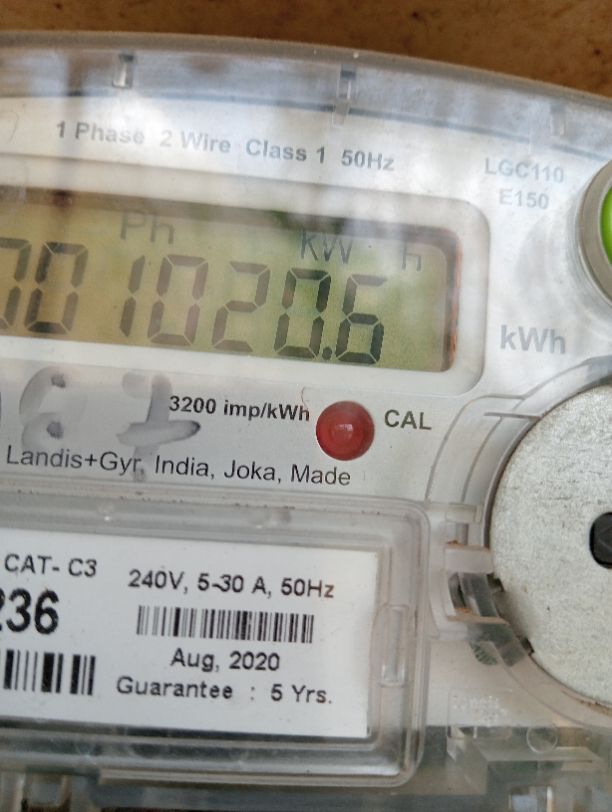 1 Phase 2 Wire Class 1 50Hz
LGC110
E150
Ph kW h
001020.6
kWh
3200 imp/kWh
CAL
Landis+Gyr, India, Joka, Made
CAT- C3
236
240V, 5-30 A, 50Hz
Aug, 2020
Guarantee : 5 Yrs.